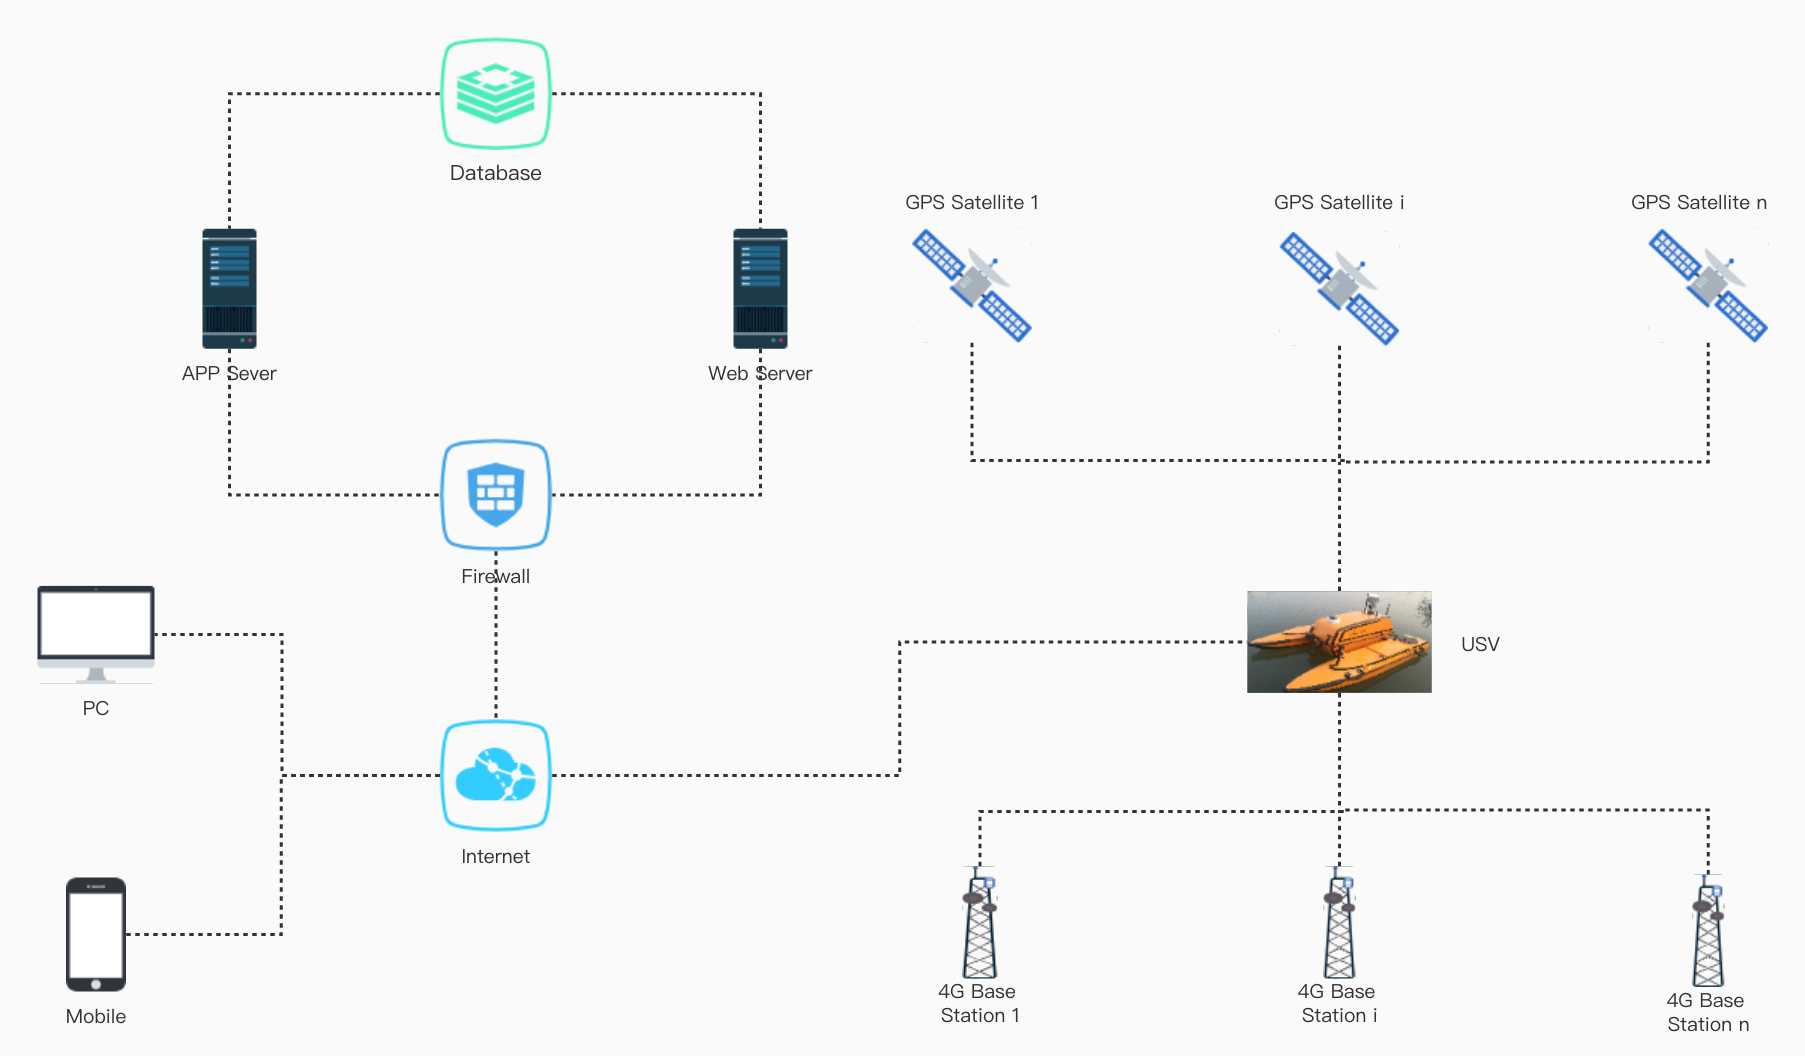 Database
GPS Satellite 1
GPS Satellite i
GPS Satellite n
APP Sever
Web Server
Firewall
USV
PC
Internet
Mobile
4G Base
Station 1
4G Base
Station i
4G Base
Station n